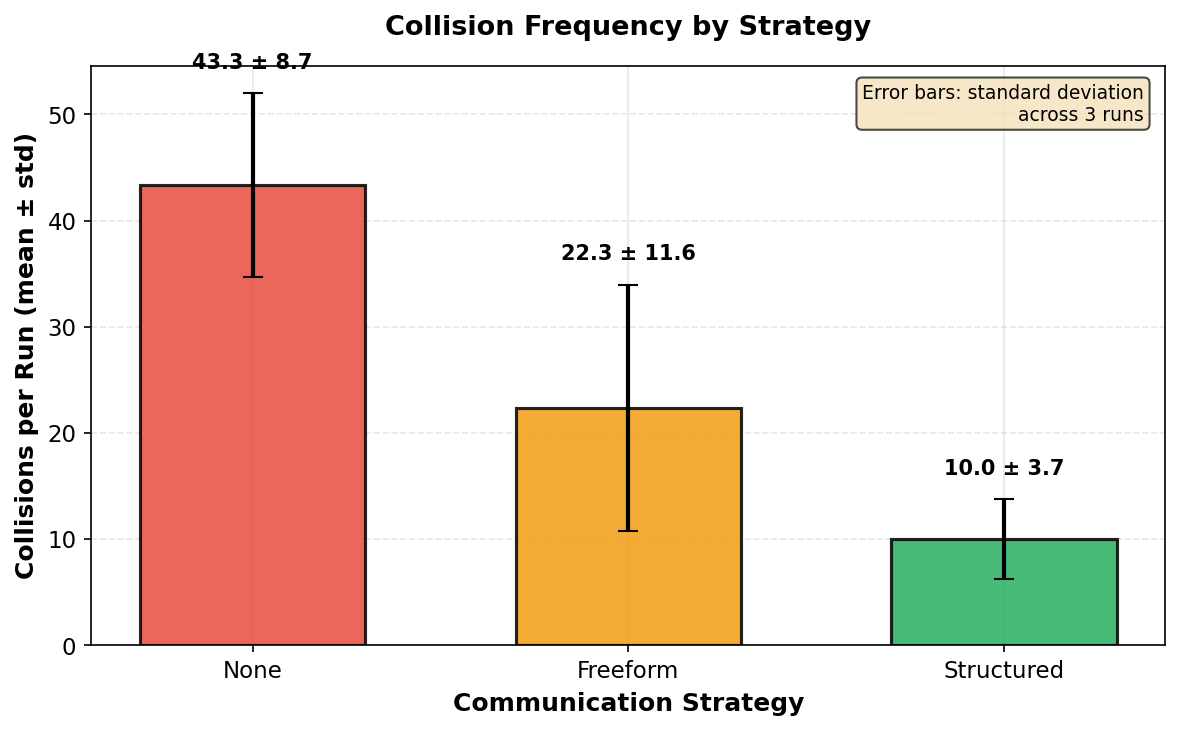 Collision Frequency by Strategy
43.3 ± 8.7
Error bars: standard deviation
across 3 runs
50
40
30
20
10
0
22.3 ± 11.6
10.0 ± 3.7
Collisions per Run (mean ± std)
None
Freeform
Structured
Communication Strategy